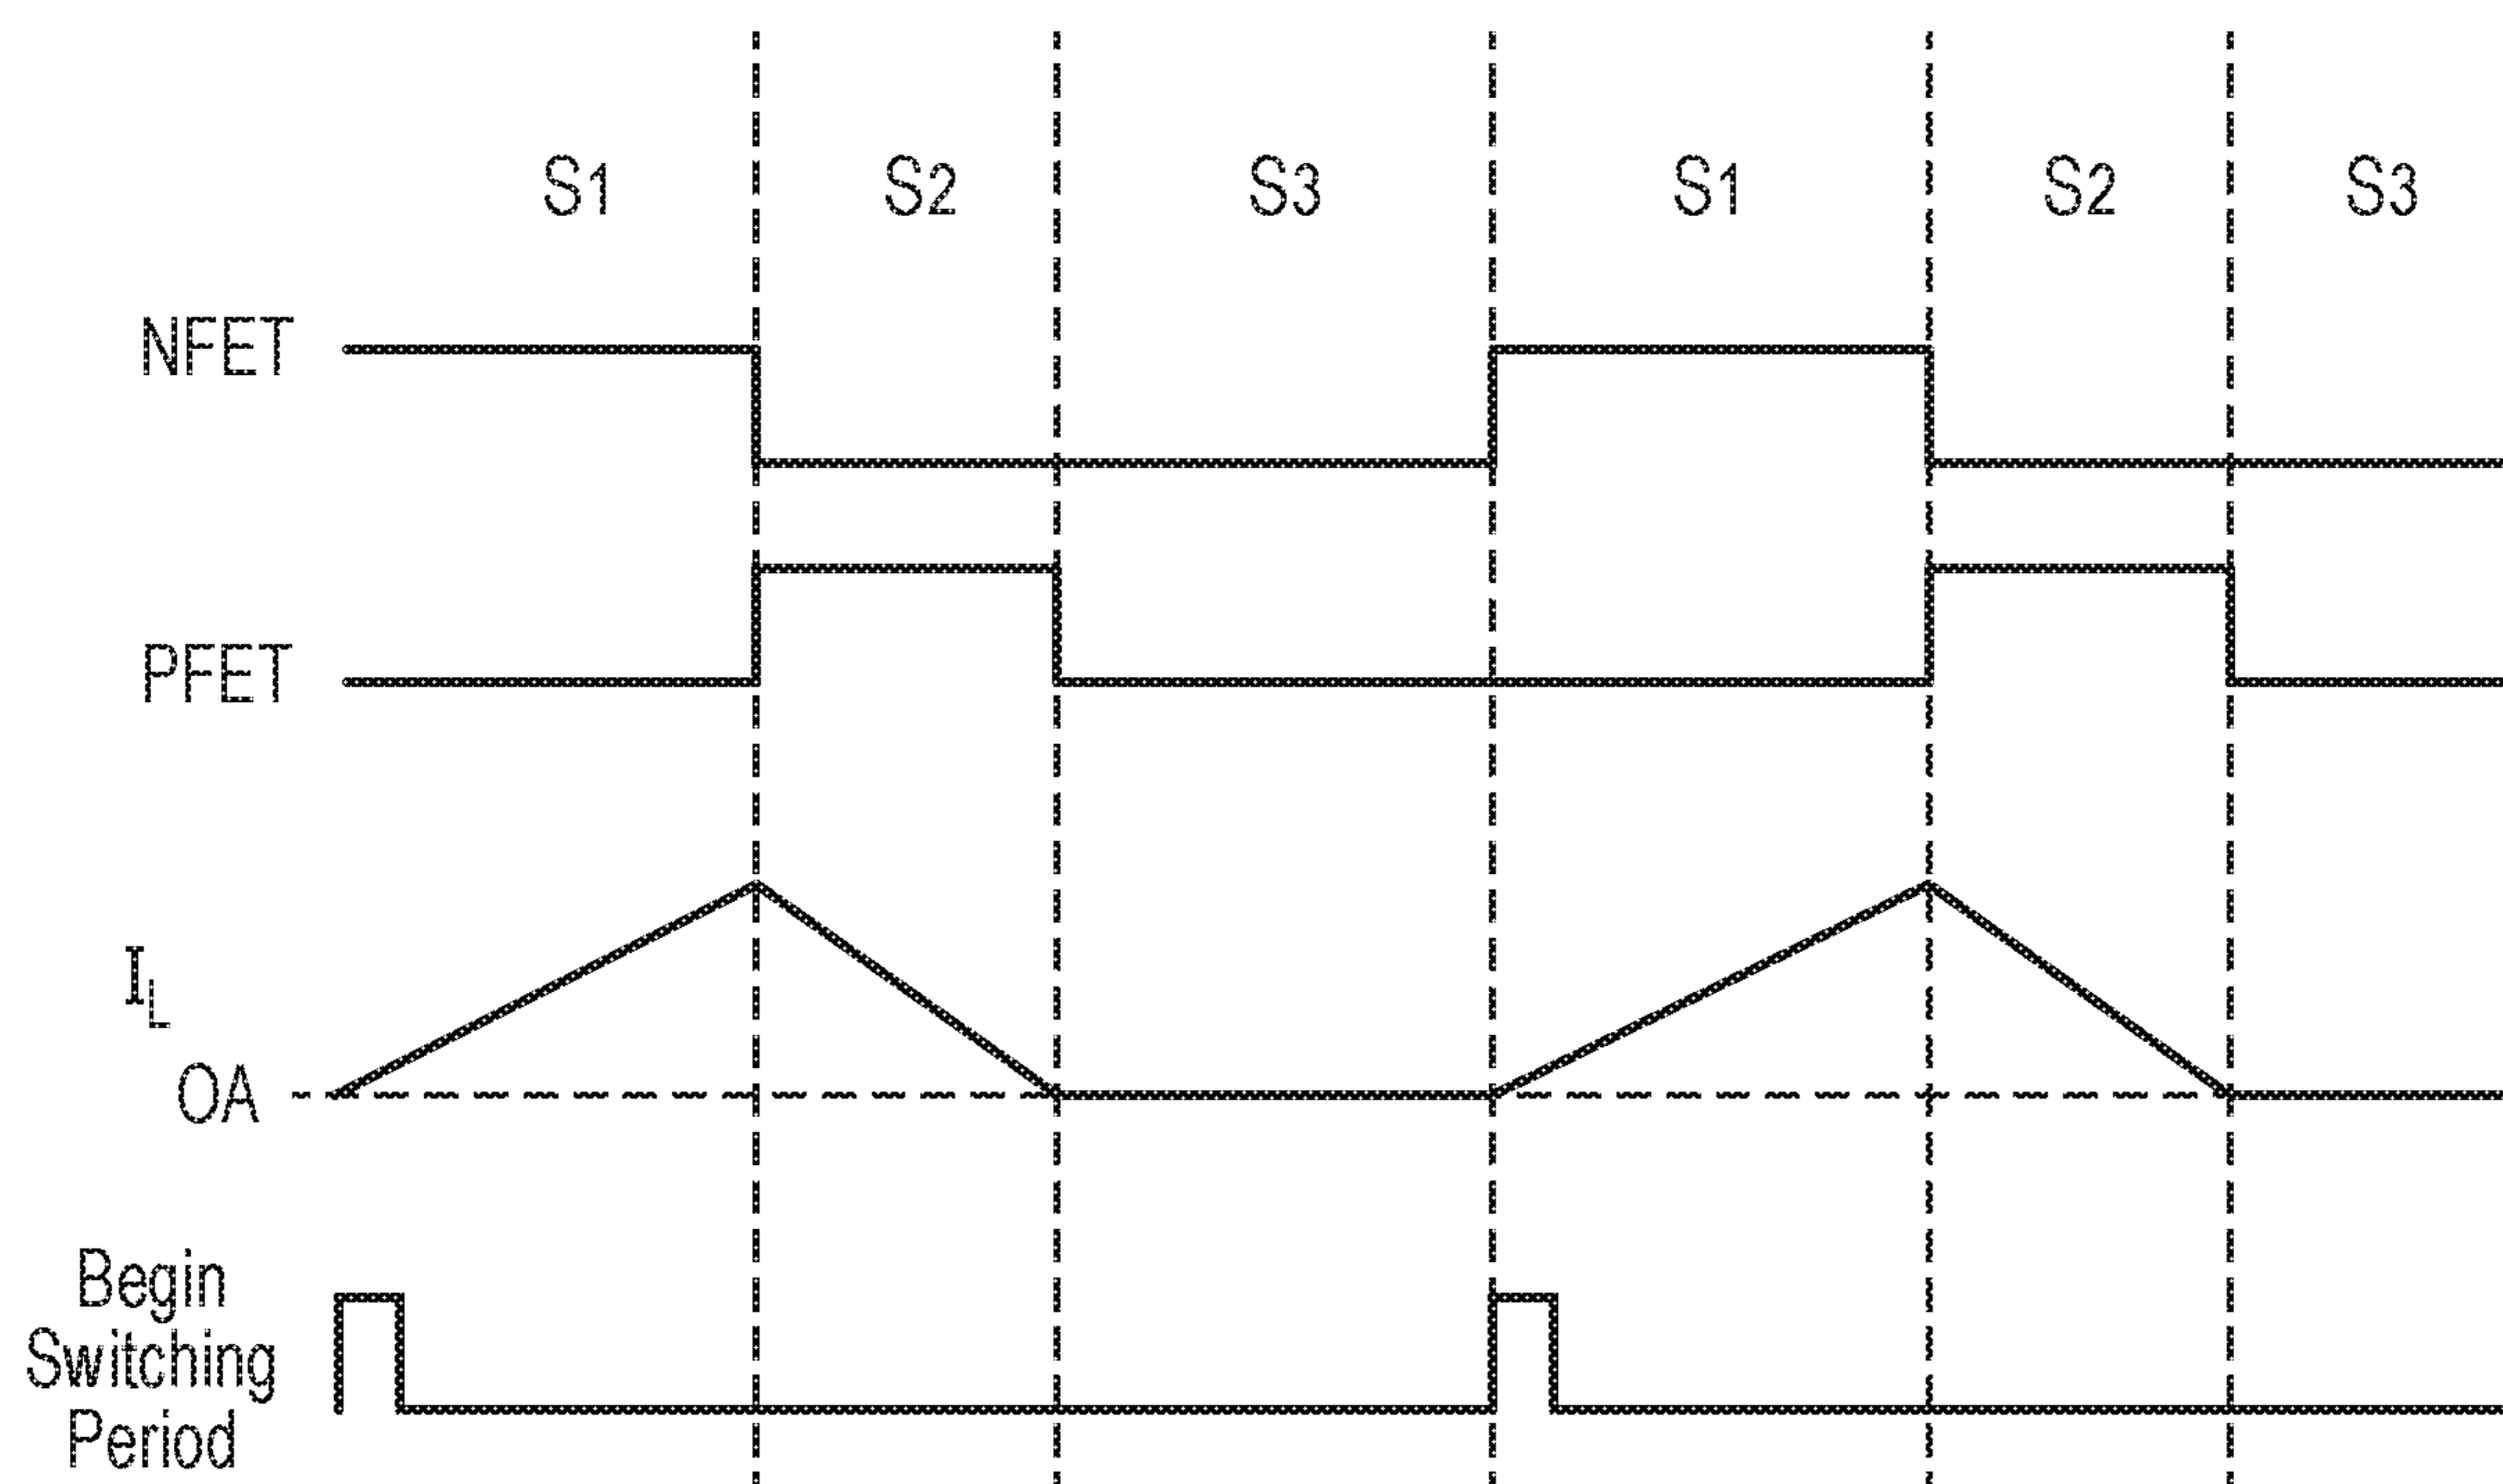 S1 S2 S3 S1 S2 S3
NFET
PFET
IL
OA
Begin
Switching
Period